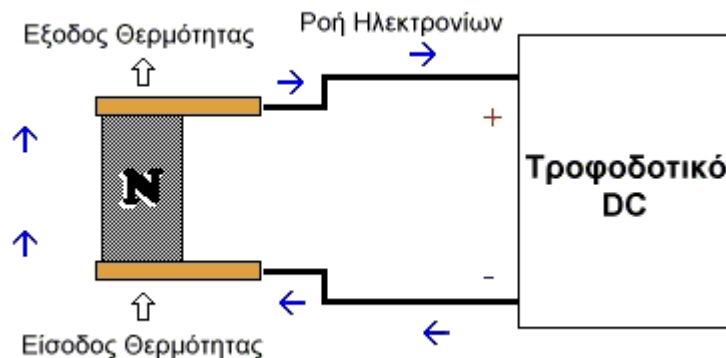 Εξοδος Θερμότητας
Ροή Ηλεκτρονίων
+
N
Τροφοδοτικό
DC
-
Είσοδος Θερμότητας